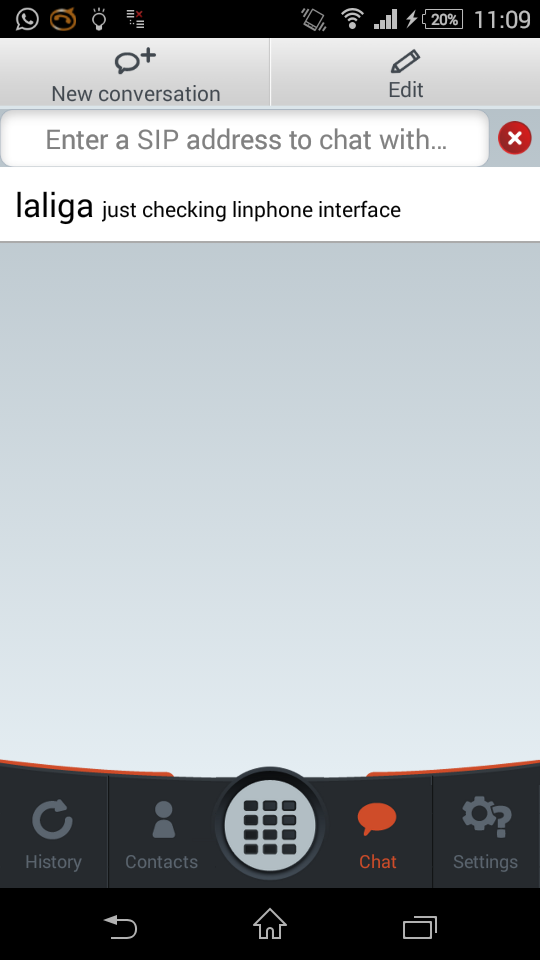 20% 11:09
New conversation Edit
Enter a SIP address to chat with...
laliga just checking linphone interface
History Contacts Chat Settings